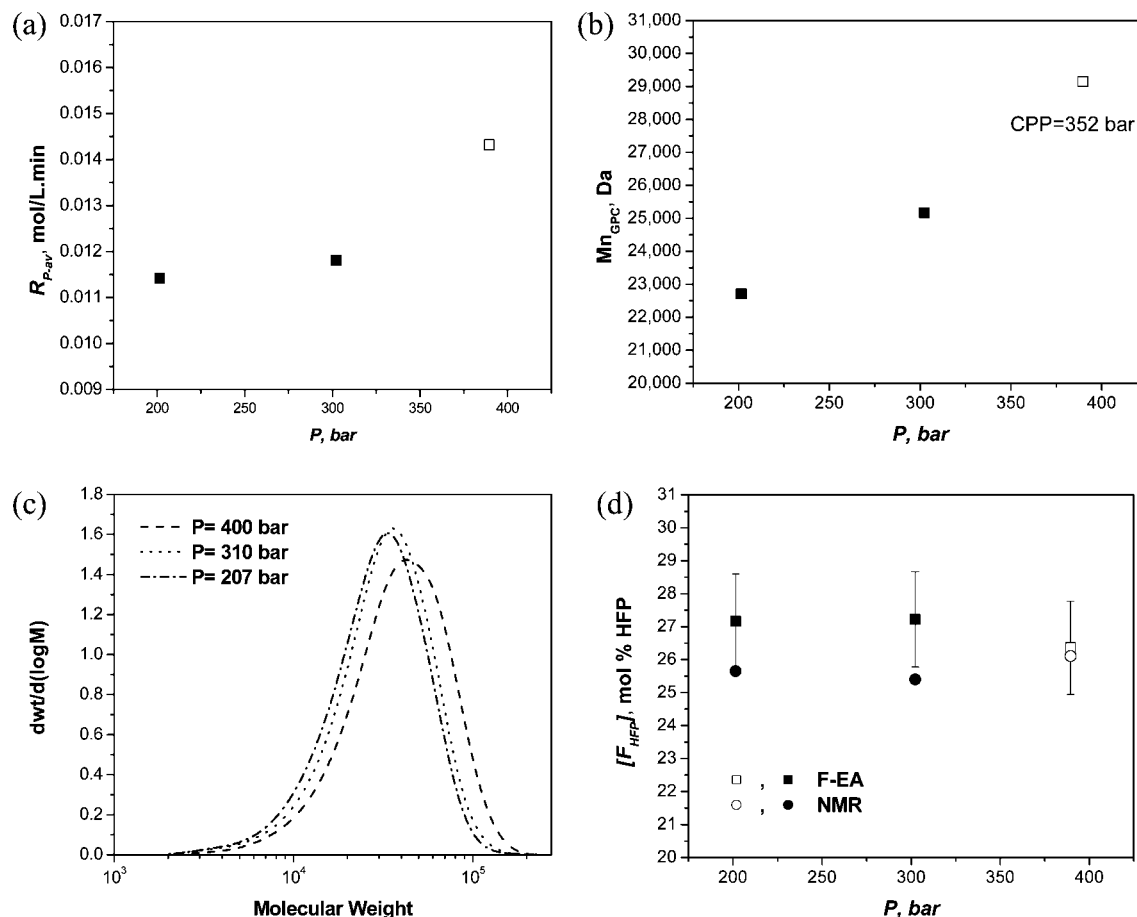 (a)
0.017
0.016
0.015
0.014
0.013
0.012
0.011
0.010
0.009
R_P-av, mol/L.min
200 250 300 350 400
P, bar
(b)
31,000
30,000
29,000
28,000
27,000
26,000
25,000
24,000
23,000
22,000
21,000
20,000
Mn_GPC, Da
CPP=352 bar
200 250 300 350 400
P, bar
(c)
1.8
1.6
1.4
1.2
1.0
0.8
0.6
0.4
0.2
0.0
dwt/d(logM)
P= 400 bar
P= 310 bar
P= 207 bar
10³ 10⁴ 10⁵
Molecular Weight
(d)
31
30
29
28
27
26
25
24
23
22
21
20
[F_HFP], mol % HFP
, F-EA
, NMR
200 250 300 350 400
P, bar